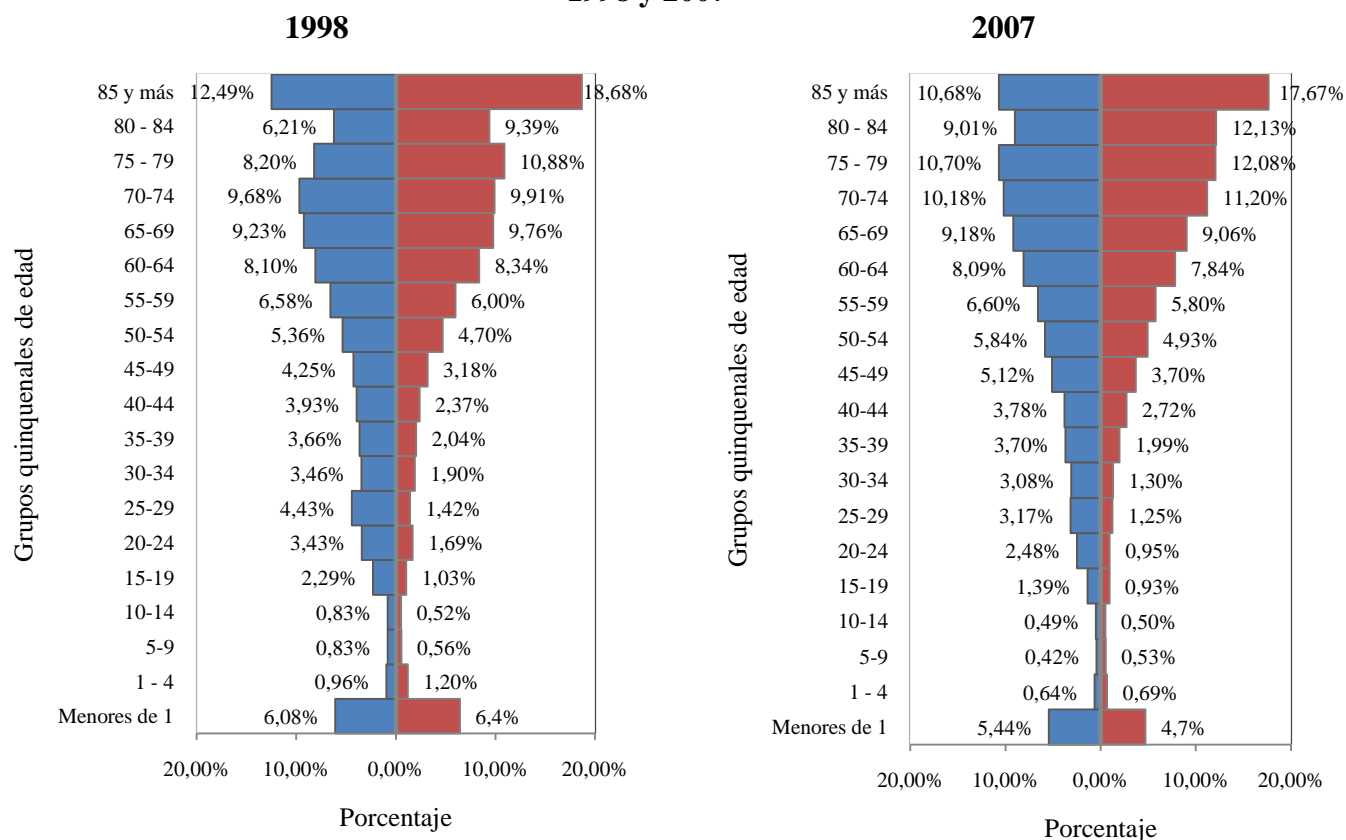 1998
85 y más 12,49% 18,68%
80 - 84 6,21% 9,39%
75 - 79 8,20% 10,88%
70-74 9,68% 9,91%
65-69 9,23% 9,76%
60-64 8,10% 8,34%
55-59 6,58% 6,00%
50-54 5,36% 4,70%
45-49 4,25% 3,18%
40-44 3,93% 2,37%
35-39 3,66% 2,04%
30-34 3,46% 1,90%
25-29 4,43% 1,42%
20-24 3,43% 1,69%
15-19 2,29% 1,03%
10-14 0,83% 0,52%
5-9 0,83% 0,56%
1 - 4 0,96% 1,20%
Menores de 1 6,08% 6,4%
20,00% 10,00% 0,00% 10,00% 20,00%
Porcentaje
Grupos quinquenales de edad
2007
85 y más 10,68% 17,67%
80 - 84 9,01% 12,13%
75 - 79 10,70% 12,08%
70-74 10,18% 11,20%
65-69 9,18% 9,06%
60-64 8,09% 7,84%
55-59 6,60% 5,80%
50-54 5,84% 4,93%
45-49 5,12% 3,70%
40-44 3,78% 2,72%
35-39 3,70% 1,99%
30-34 3,08% 1,30%
25-29 3,17% 1,25%
20-24 2,48% 0,95%
15-19 1,39% 0,93%
10-14 0,49% 0,50%
5-9 0,42% 0,53%
1 - 4 0,64% 0,69%
Menores de 1 5,44% 4,7%
20,00% 10,00% 0,00% 10,00% 20,00%
Porcentaje
Grupos quinquenales de edad